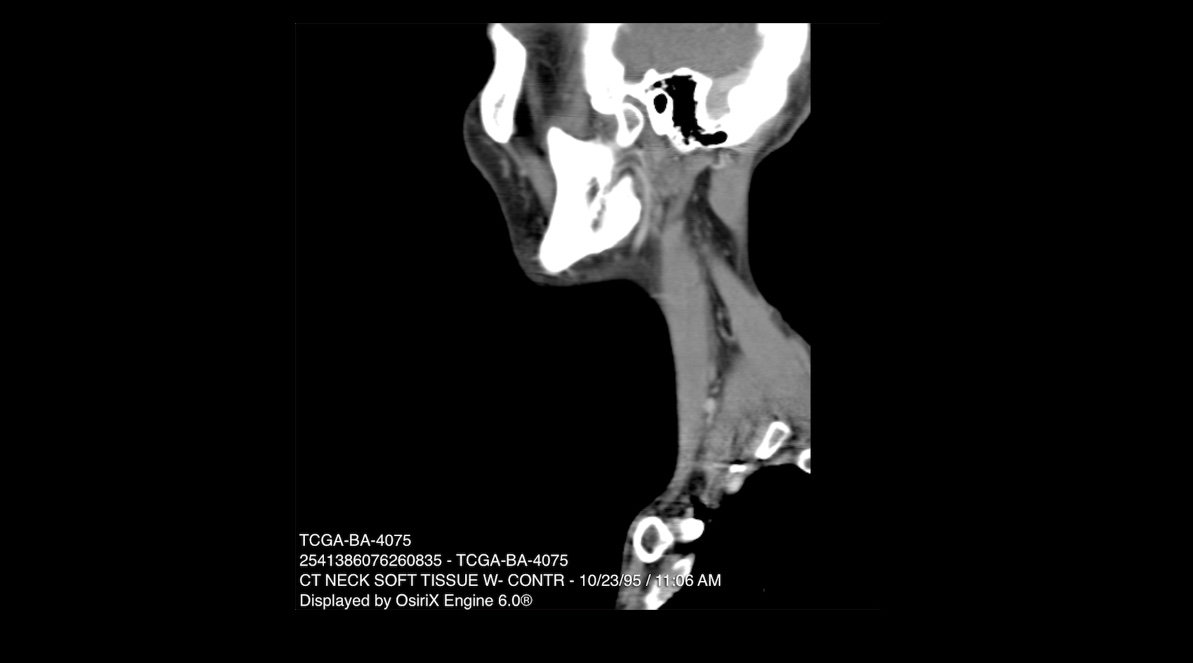 TCGA-BA-4075
2541386076260835 - TCGA-BA-4075
CT NECK SOFT TISSUE W- CONTR - 10/23/95 / 11:06 AM
Displayed by OsiriX Engine 6.0®